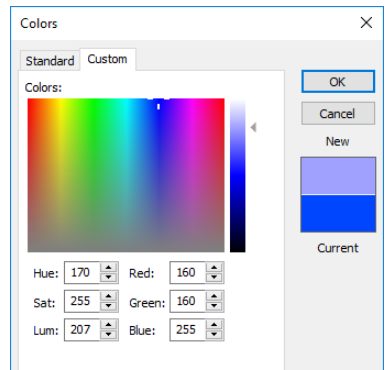 Colors
Standard Custom
Colors:
OK
Cancel
New
Current
Hue: 170 Red: 160
Sat: 255 Green: 160
Lum: 207 Blue: 255